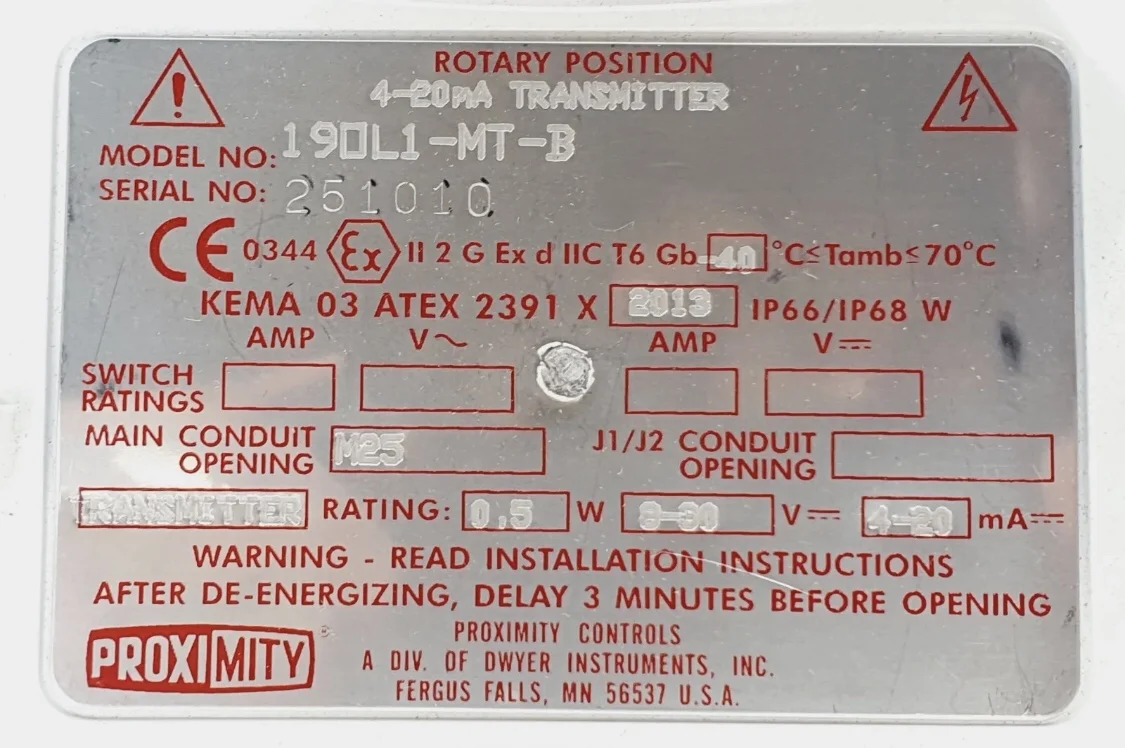 ROTARY POSITION
4-20mA TRANSMITTER
MODEL NO: 190L1-MT-B
SERIAL NO: 251010
CE 0344 Ex II 2 G Ex d IIC T6 Gb -40 °C≤Tamb≤70°C
KEMA 03 ATEX 2391 X 2013 IP66/IP68 W
AMP V~ AMP V⎓
SWITCH RATINGS
MAIN CONDUIT OPENING M25 J1/J2 CONDUIT OPENING
TRANSMITTER RATING: 0.5 W V⎓ 4-20 mA⎓
WARNING - READ INSTALLATION INSTRUCTIONS
AFTER DE-ENERGIZING, DELAY 3 MINUTES BEFORE OPENING
PROXIMITY ®
PROXIMITY CONTROLS
A DIV. OF DWYER INSTRUMENTS, INC.
FERGUS FALLS, MN 56537 U.S.A.